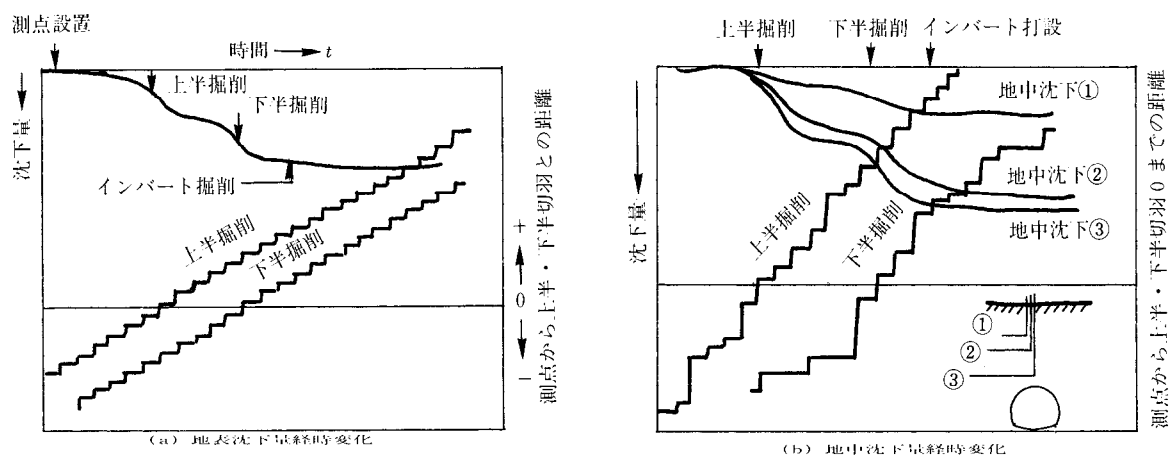 測点設置
時間 → t
上半掘削
下半掘削
インバート掘削
上半掘削
下半掘削
沈下量
+
0
−
測点から上半・下半切羽との距離
(a) 地表沈下量経時変化
上半掘削
下半掘削
インバート打設
地中沈下①
地中沈下②
地中沈下③
上半掘削
下半掘削
沈下量
①
②
③
測点から上半・下半切羽0までの距離
(b) 地中沈下量経時変化